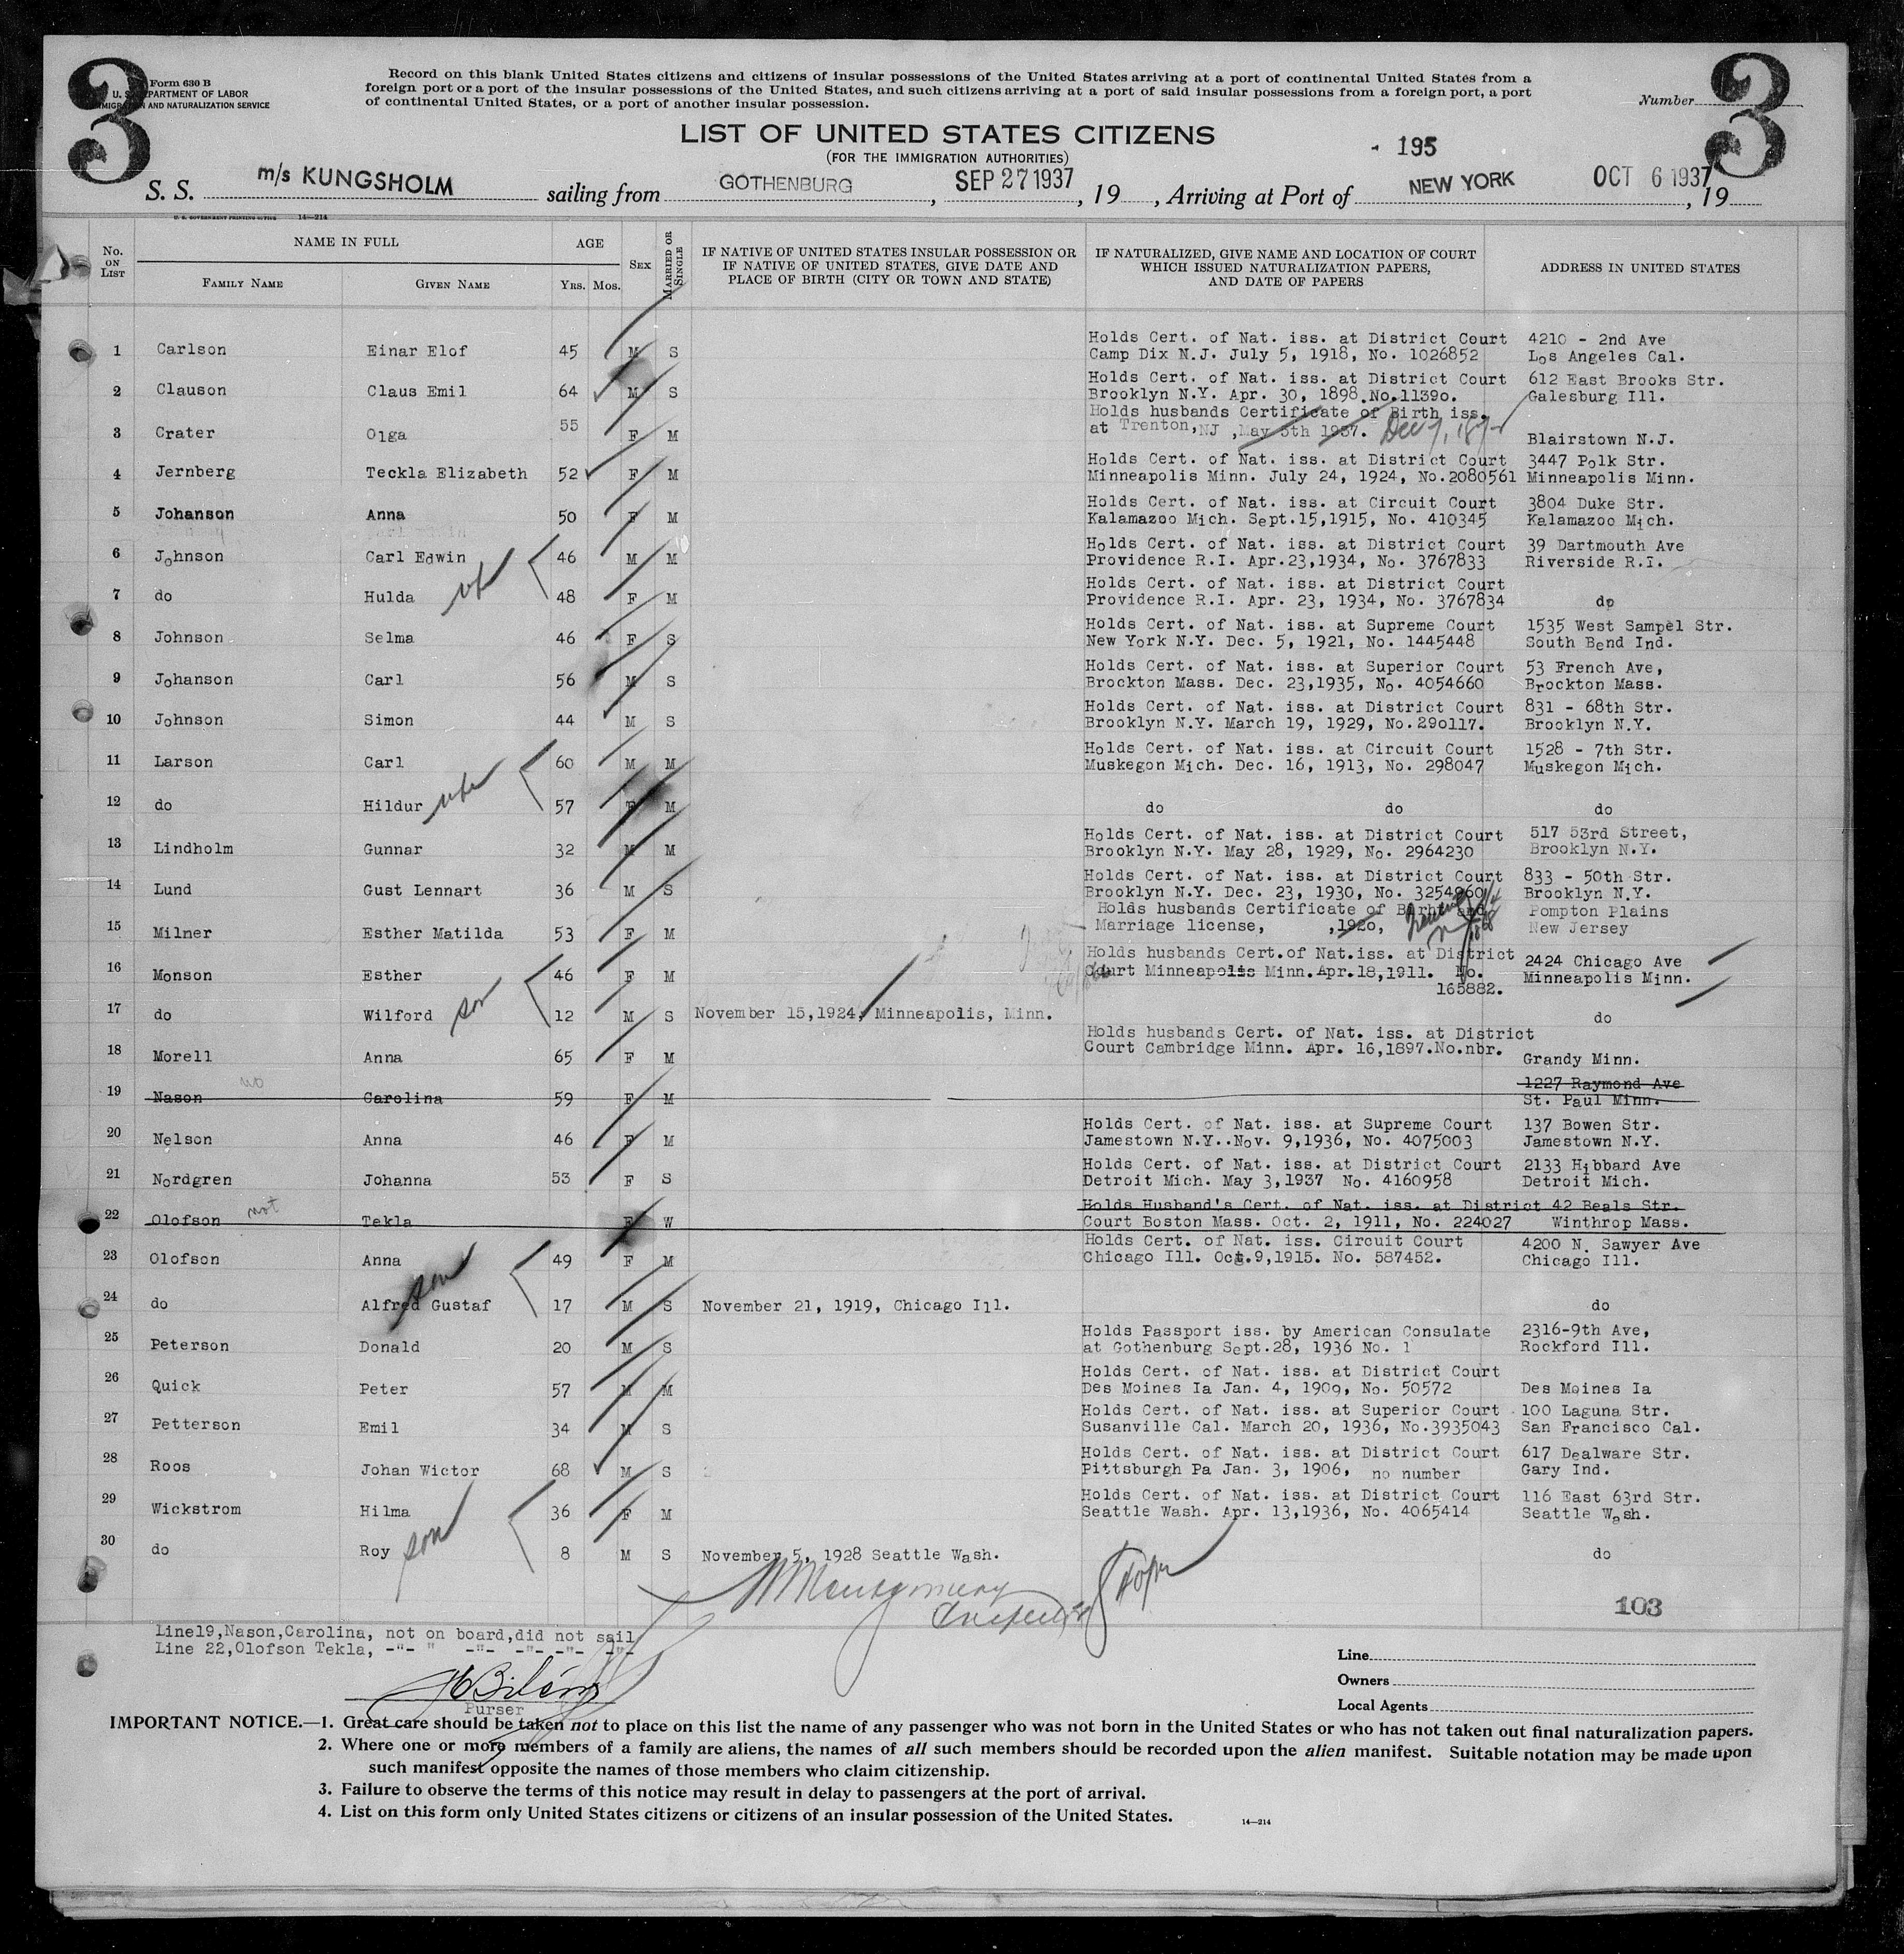 3
3
Form 630 B
U. S. DEPARTMENT OF LABOR
IMMIGRATION AND NATURALIZATION SERVICE
Record on this blank United States citizens and citizens of insular possessions of the United States arriving at a port of continental United States from a
foreign port or a port of the insular possessions of the United States, and such citizens arriving at a port of said insular possessions from a foreign port, a port
of continental United States, or a port of another insular possession.
Number
LIST OF UNITED STATES CITIZENS
(FOR THE IMMIGRATION AUTHORITIES)
- 195
S. S. m/s KUNGSHOLM sailing from GOTHENBURG, SEP 27 1937, 19 , Arriving at Port of NEW YORK OCT 6 1937, 19
U. S. GOVERNMENT PRINTING OFFICE 14—214
No. ON LIST
NAME IN FULL
FAMILY NAME
GIVEN NAME
AGE
YRS. MOS.
SEX
MARRIED OR SINGLE
IF NATIVE OF UNITED STATES INSULAR POSSESSION OR
IF NATIVE OF UNITED STATES, GIVE DATE AND
PLACE OF BIRTH (CITY OR TOWN AND STATE)
IF NATURALIZED, GIVE NAME AND LOCATION OF COURT
WHICH ISSUED NATURALIZATION PAPERS,
AND DATE OF PAPERS
ADDRESS IN UNITED STATES
Holds Cert. of Nat. iss. at District Court 4210 - 2nd Ave
1 Carlson Einar Elof 45 M S Camp Dix N.J. July 5, 1918, No. 1026852 Los Angeles Cal.
Holds Cert. of Nat. iss. at District Court 612 East Brooks Str.
2 Clauson Claus Emil 64 M S Brooklyn N.Y. Apr. 30, 1898.No.11390. Galesburg Ill.
Holds husbands Certificate of Birth iss.
3 Crater Olga 55 F M at Trenton,NJ ,May 5th 1937. Dec 7, 187 Blairstown N.J.
Holds Cert. of Nat. iss. at District Court 3447 Polk Str.
4 Jernberg Teckla Elizabeth 52 F M Minneapolis Minn. July 24, 1924, No.2080561 Minneapolis Minn.
Holds Cert. of Nat. iss. at Circuit Court 3804 Duke Str.
5 Johanson Anna 50 F M Kalamazoo Mich. Sept.15,1915, No. 410345 Kalamazoo Mich.
Holds Cert. of Nat. iss. at District Court 39 Dartmouth Ave
6 Johnson Carl Edwin 46 M M Providence R.I. Apr.23,1934, No. 3767833 Riverside R.I.
Holds Cert. of Nat. iss. at District Court
7 do Hulda wfe 48 F M Providence R.I. Apr. 23, 1934, No. 3767834 do
Holds Cert. of Nat. iss. at Supreme Court 1535 West Sampel Str.
8 Johnson Selma 46 F S New York N.Y. Dec. 5, 1921, No. 1445448 South Bend Ind.
Holds Cert. of Nat. iss. at Superior Court 53 French Ave,
9 Johanson Carl 56 M S Brockton Mass. Dec. 23,1935, No. 4054660 Brockton Mass.
Holds Cert. of Nat. iss. at District Court 831 - 68th Str.
10 Johnson Simon 44 M S Brooklyn N.Y. March 19, 1929, No.290117. Brooklyn N.Y.
Holds Cert. of Nat. iss. at Circuit Court 1528 - 7th Str.
11 Larson Carl 60 M M Muskegon Mich. Dec. 16, 1913, No. 298047 Muskegon Mich.
12 do Hildur wfe 57 F M do do do
Holds Cert. of Nat. iss. at District Court 517 53rd Street,
13 Lindholm Gunnar 32 M M Brooklyn N.Y. May 28, 1929, No. 2964230 Brooklyn N.Y.
Holds Cert. of Nat. iss. at District Court 833 - 50th Str.
14 Lund Gust Lennart 36 M S Brooklyn N.Y. Dec. 23, 1930, No. 3254960 Brooklyn N.Y.
Holds husbands Certificate of Birth and Pompton Plains
15 Milner Esther Matilda 53 F M Marriage license, ,1920, New Jersey
Holds husbands Cert.of Nat.iss. at District 2424 Chicago Ave
16 Monson Esther 46 F M Court Minneapolis Minn.Apr.18,1911. No. Minneapolis Minn.
165882.
17 do Wilford son 12 M S November 15,1924, Minneapolis, Minn. do
Holds husbands Cert. of Nat. iss. at District
18 Morell Anna 65 F M Court Cambridge Minn. Apr. 16,1897.No.nbr. Grandy Minn.
no 1227 Raymond Ave
19 Nason Carolina 59 F M St. Paul Minn.
Holds Cert. of Nat. iss. at Supreme Court 137 Bowen Str.
20 Nelson Anna 46 F M Jamestown N.Y..Nov. 9,1936, No. 4075003 Jamestown N.Y.
Holds Cert. of Nat. iss. at District Court 2133 Hibbard Ave
21 Nordgren Johanna 53 F S Detroit Mich. May 3,1937 No. 4160958 Detroit Mich.
Holds Husband's Cert. of Nat. iss. at District 42 Beals Str.
22 Olofson not Tekla F W Court Boston Mass. Oct. 2, 1911, No. 224027 Winthrop Mass.
Holds Cert. of Nat. iss. Circuit Court 4200 N. Sawyer Ave
23 Olofson Anna 49 F M Chicago Ill. Oct.9,1915. No. 587452. Chicago Ill.
24 do Alfred Gustaf son 17 M S November 21, 1919, Chicago Ill. do
Holds Passport iss. by American Consulate 2316-9th Ave,
25 Peterson Donald 20 M S at Gothenburg Sept.28, 1936 No. 1 Rockford Ill.
Holds Cert. of Nat. iss. at District Court
26 Quick Peter 57 M M Des Moines Ia Jan. 4, 1909, No. 50572 Des Moines Ia
Holds Cert. of Nat. iss. at Superior Court 100 Laguna Str.
27 Petterson Emil 34 M S Susanville Cal. March 20, 1936, No.3935043 San Francisco Cal.
Holds Cert. of Nat. iss. at District Court 617 Dealware Str.
28 Roos Johan Wictor 68 M S Pittsburgh Pa Jan. 3, 1906, no number Gary Ind.
Holds Cert. of Nat. iss. at District Court 116 East 63rd Str.
29 Wickstrom Hilma 36 F M Seattle Wash. Apr. 13,1936, No. 4065414 Seattle Wash.
30 do Roy son 8 M S November 5, 1928 Seattle Wash. do
Montgomery
103
Line19,Nason,Carolina, not on board,did not sail
Line 22,Olofson Tekla, -"- " -"- -"- -"- -"-
Purser
Line
Owners
Local Agents
IMPORTANT NOTICE.—1. Great care should be taken not to place on this list the name of any passenger who was not born in the United States or who has not taken out final naturalization papers.
2. Where one or more members of a family are aliens, the names of all such members should be recorded upon the alien manifest. Suitable notation may be made upon
such manifest opposite the names of those members who claim citizenship.
3. Failure to observe the terms of this notice may result in delay to passengers at the port of arrival.
4. List on this form only United States citizens or citizens of an insular possession of the United States.
14—214